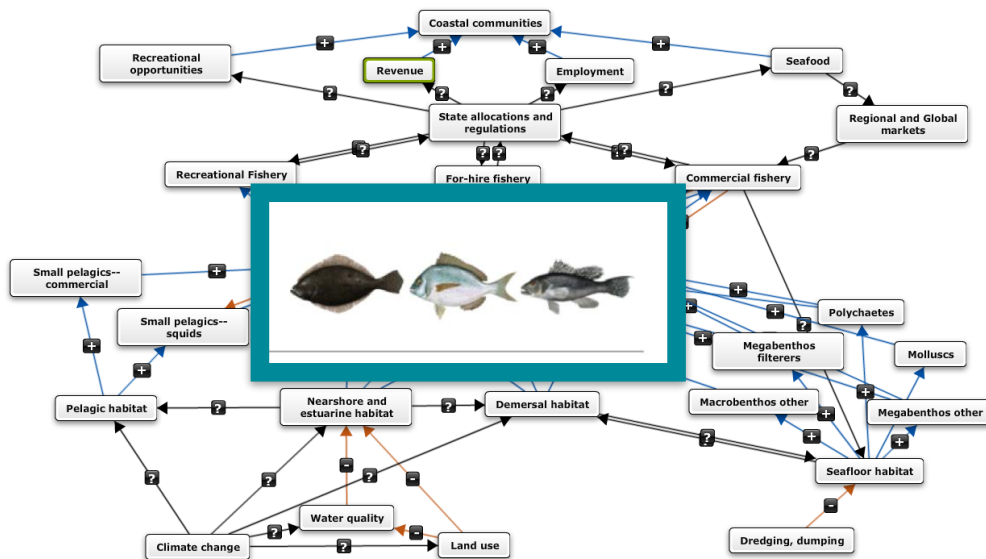 Coastal communities
+
+
+
+
Recreational
opportunities
Revenue
Employment
Seafood
?
?
?
?
?
State allocations and
regulations
Regional and Global
markets
?
?
?
?
?
?
?
Recreational Fishery
For-hire fishery
Commercial fishery
Small pelagics--
commercial
+
+
+
Small pelagics--
squids
+
+
?
Polychaetes
Megabenthos
filterers
Molluscs
+
+
+
Pelagic habitat
?
Nearshore and
estuarine habitat
?
Demersal habitat
Macrobenthos other
+
Megabenthos other
+
+
?
Seafloor habitat
?
?
-
-
?
-
Water quality
-
?
Climate change
?
Land use
Dredging, dumping